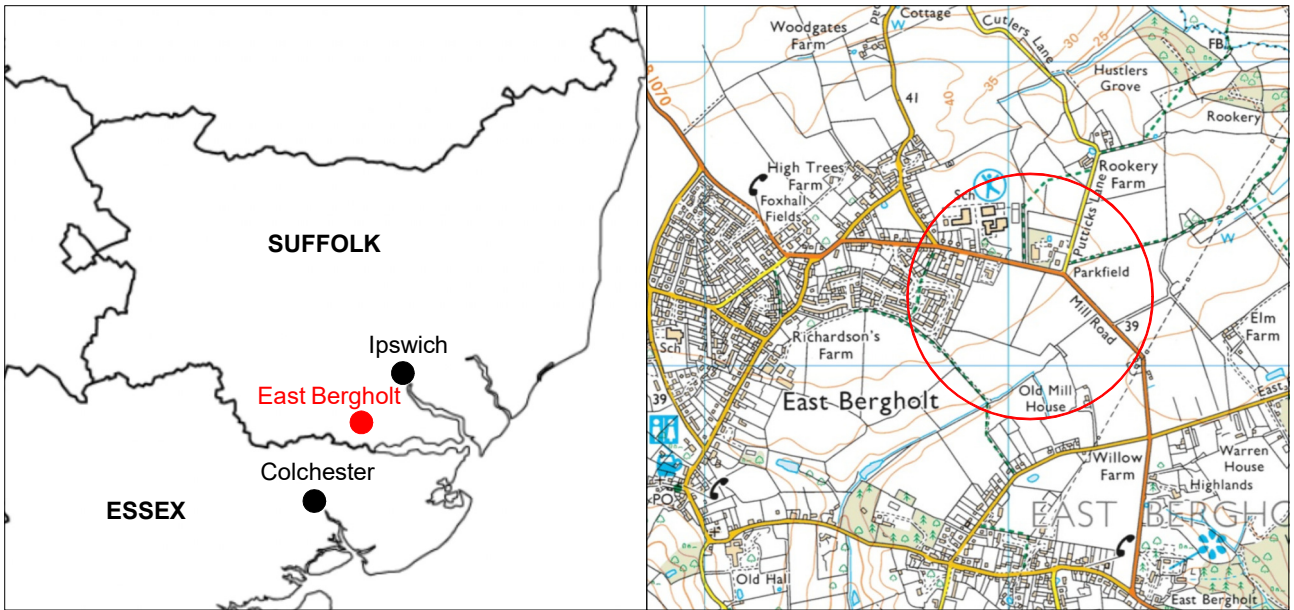 SUFFOLK
Ipswich
East Bergholt
Colchester
ESSEX
Woodgates
Farm
Cottage
Cutlers Lane
30
25
FB
W
Hustlers
Grove
35
40
41
Rookery
B 1070
High Trees
Farm
Foxhall
Fields
Sch
Rookery
Farm
Putticks Lane
W
Parkfield
Mill Road
39
Elm
Farm
Richardson's
Farm
Sch
39
East Bergholt
Old Mill
House
East
Willow
Farm
Warren
House
Highlands
PO
EAST BERGHO
Old Hall
East Bergholt